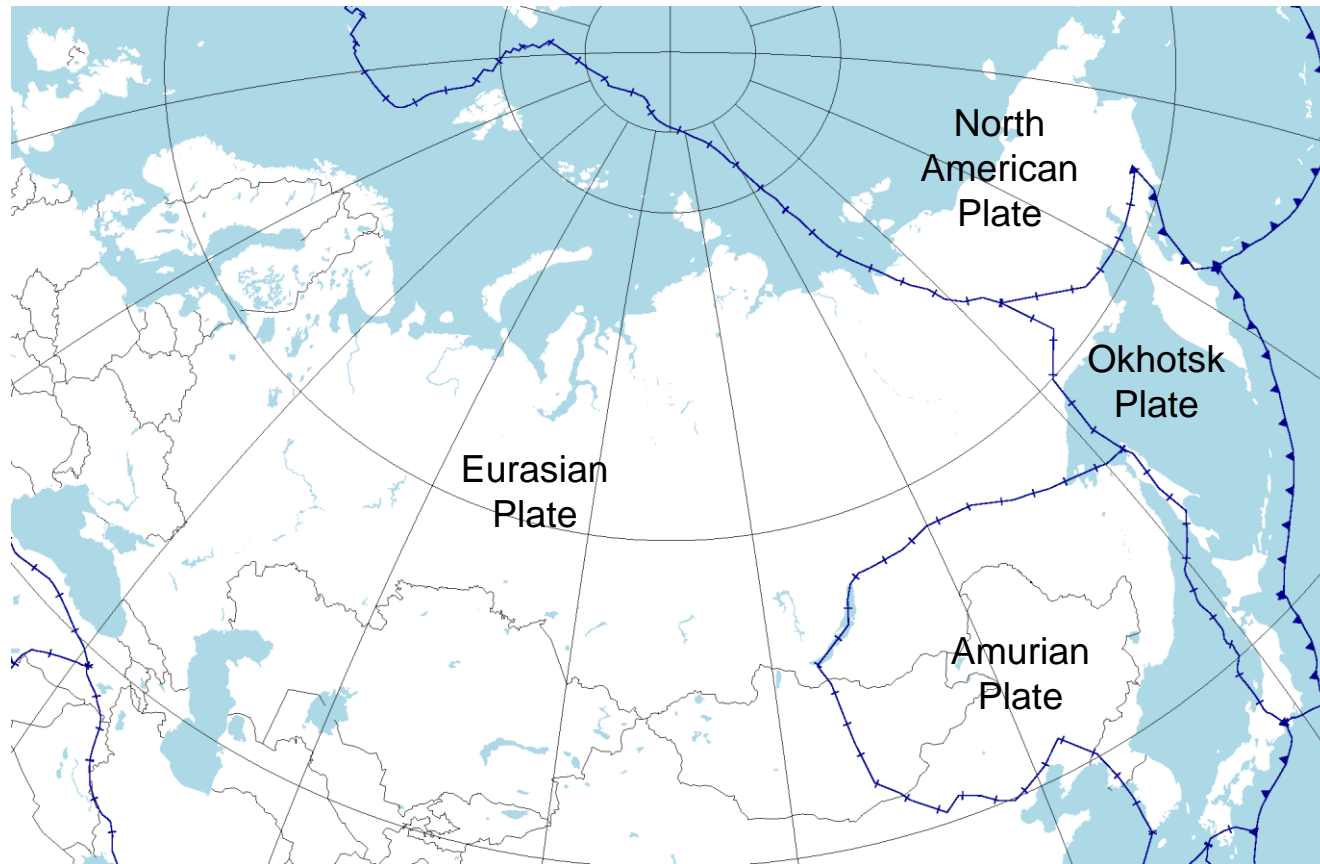 North
American
Plate
Okhotsk
Plate
Eurasian
Plate
Amurian
Plate